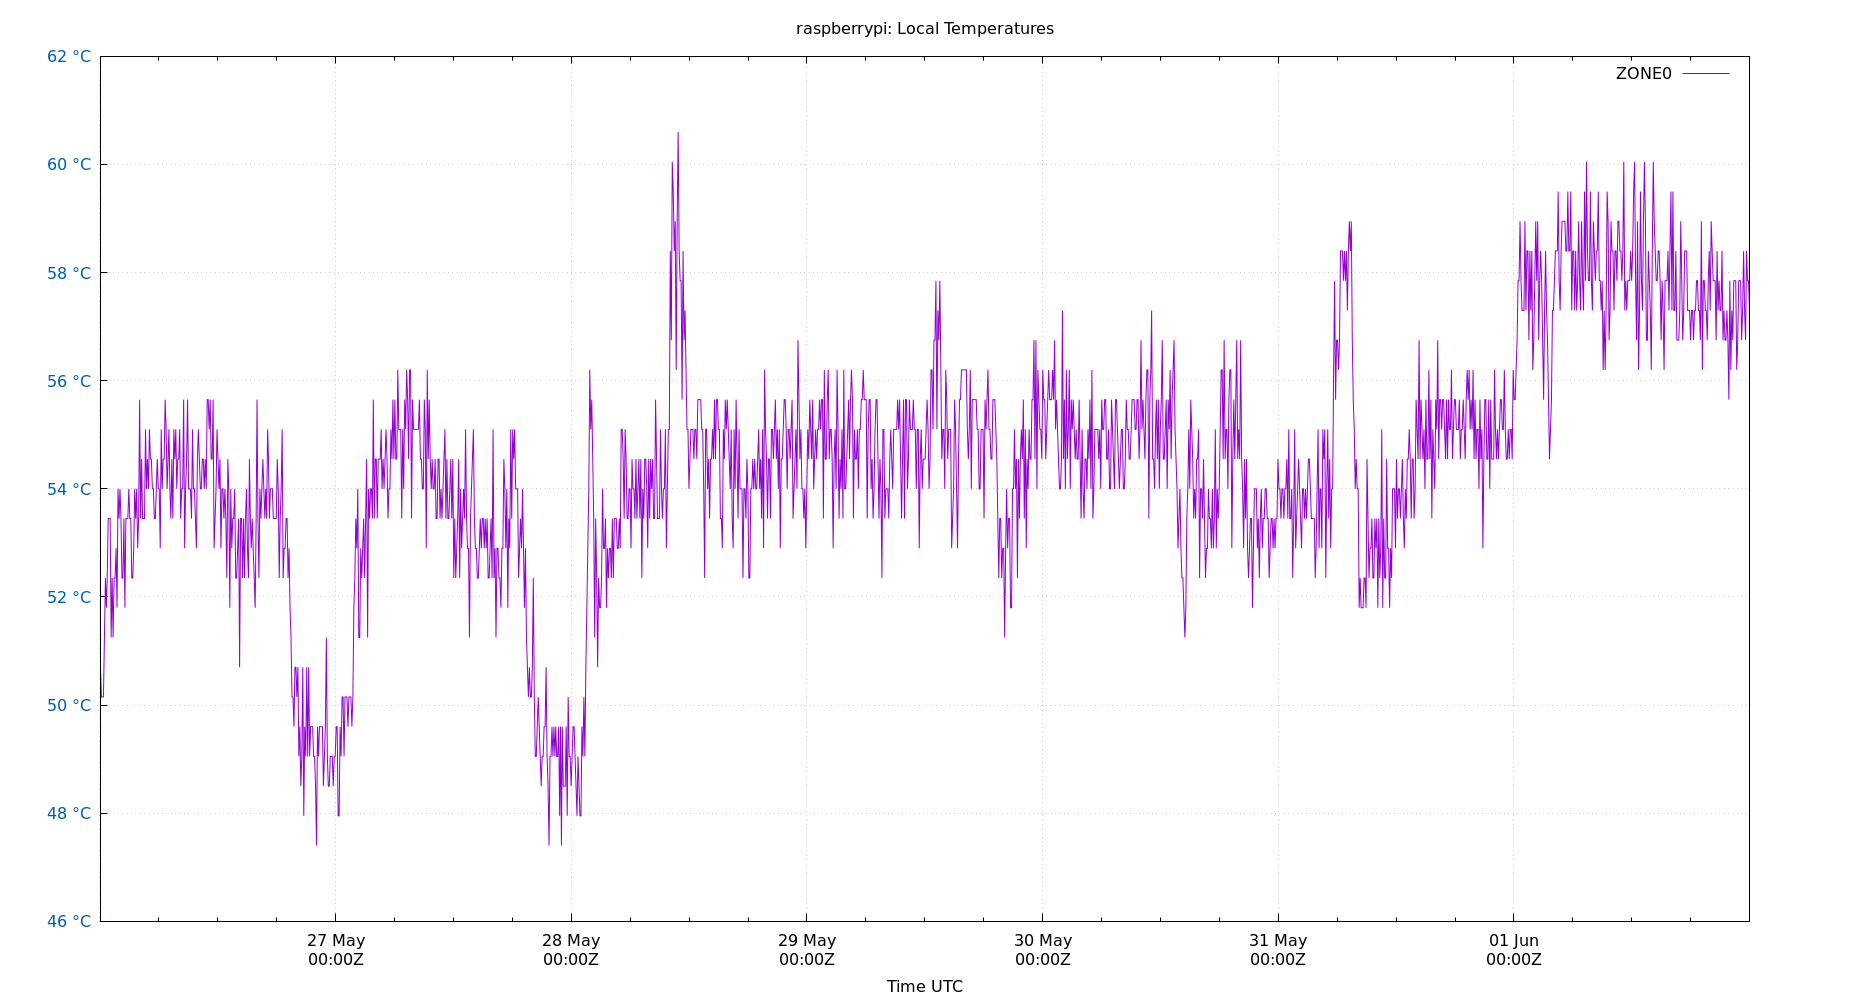 raspberrypi: Local Temperatures
62 °C
ZONE0
60 °C
58 °C
56 °C
54 °C
52 °C
50 °C
48 °C
46 °C
27 May 28 May 29 May 30 May 31 May 01 Jun
00:00Z 00:00Z 00:00Z 00:00Z 00:00Z 00:00Z
Time UTC